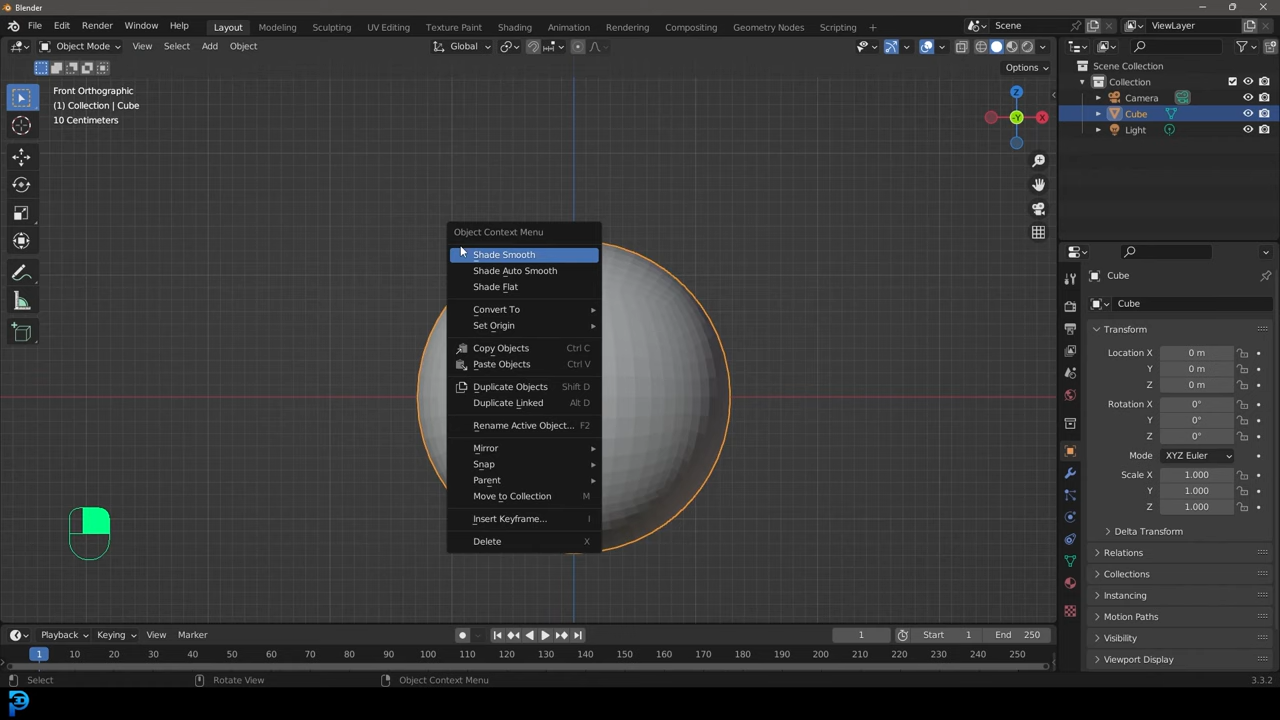 Blender
File Edit Render Window Help Layout Modeling Sculpting UV Editing Texture Paint Shading Animation Rendering Compositing Geometry Nodes Scripting + Scene ViewLayer
Object Mode View Select Add Object Global
Options
Front Orthographic
(1) Collection | Cube
10 Centimeters
Z
-Y
X
Object Context Menu
Shade Smooth
Shade Auto Smooth
Shade Flat
Convert To
Set Origin
Copy Objects Ctrl C
Paste Objects Ctrl V
Duplicate Objects Shift D
Duplicate Linked Alt D
Rename Active Object... F2
Mirror
Snap
Parent
Move to Collection M
Insert Keyframe... I
Delete X
Scene Collection
Collection
Camera
Cube
Light
Cube
Cube
Transform
Location X 0 m
Y 0 m
Z 0 m
Rotation X 0°
Y 0°
Z 0°
Mode XYZ Euler
Scale X 1.000
Y 1.000
Z 1.000
Delta Transform
Relations
Collections
Instancing
Motion Paths
Visibility
Viewport Display
Playback Keying View Marker 1 Start 1 End 250
1 10 20 30 40 50 60 70 80 90 100 110 120 130 140 150 160 170 180 190 200 210 220 230 240 250
Select Rotate View Object Context Menu 3.3.2